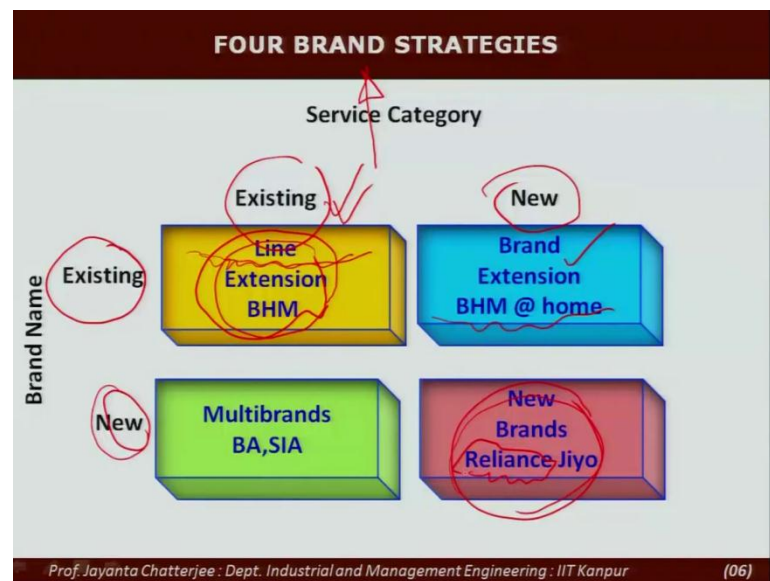 FOUR BRAND STRATEGIES
Service Category
Existing
New
Brand Name
Existing
Line
Extension
BHM
Brand
Extension
BHM @ home
New
Multibrands
BA,SIA
New
Brands
Reliance Jiyo
Prof. Jayanta Chatterjee : Dept. Industrial and Management Engineering : IIT Kanpur (06)